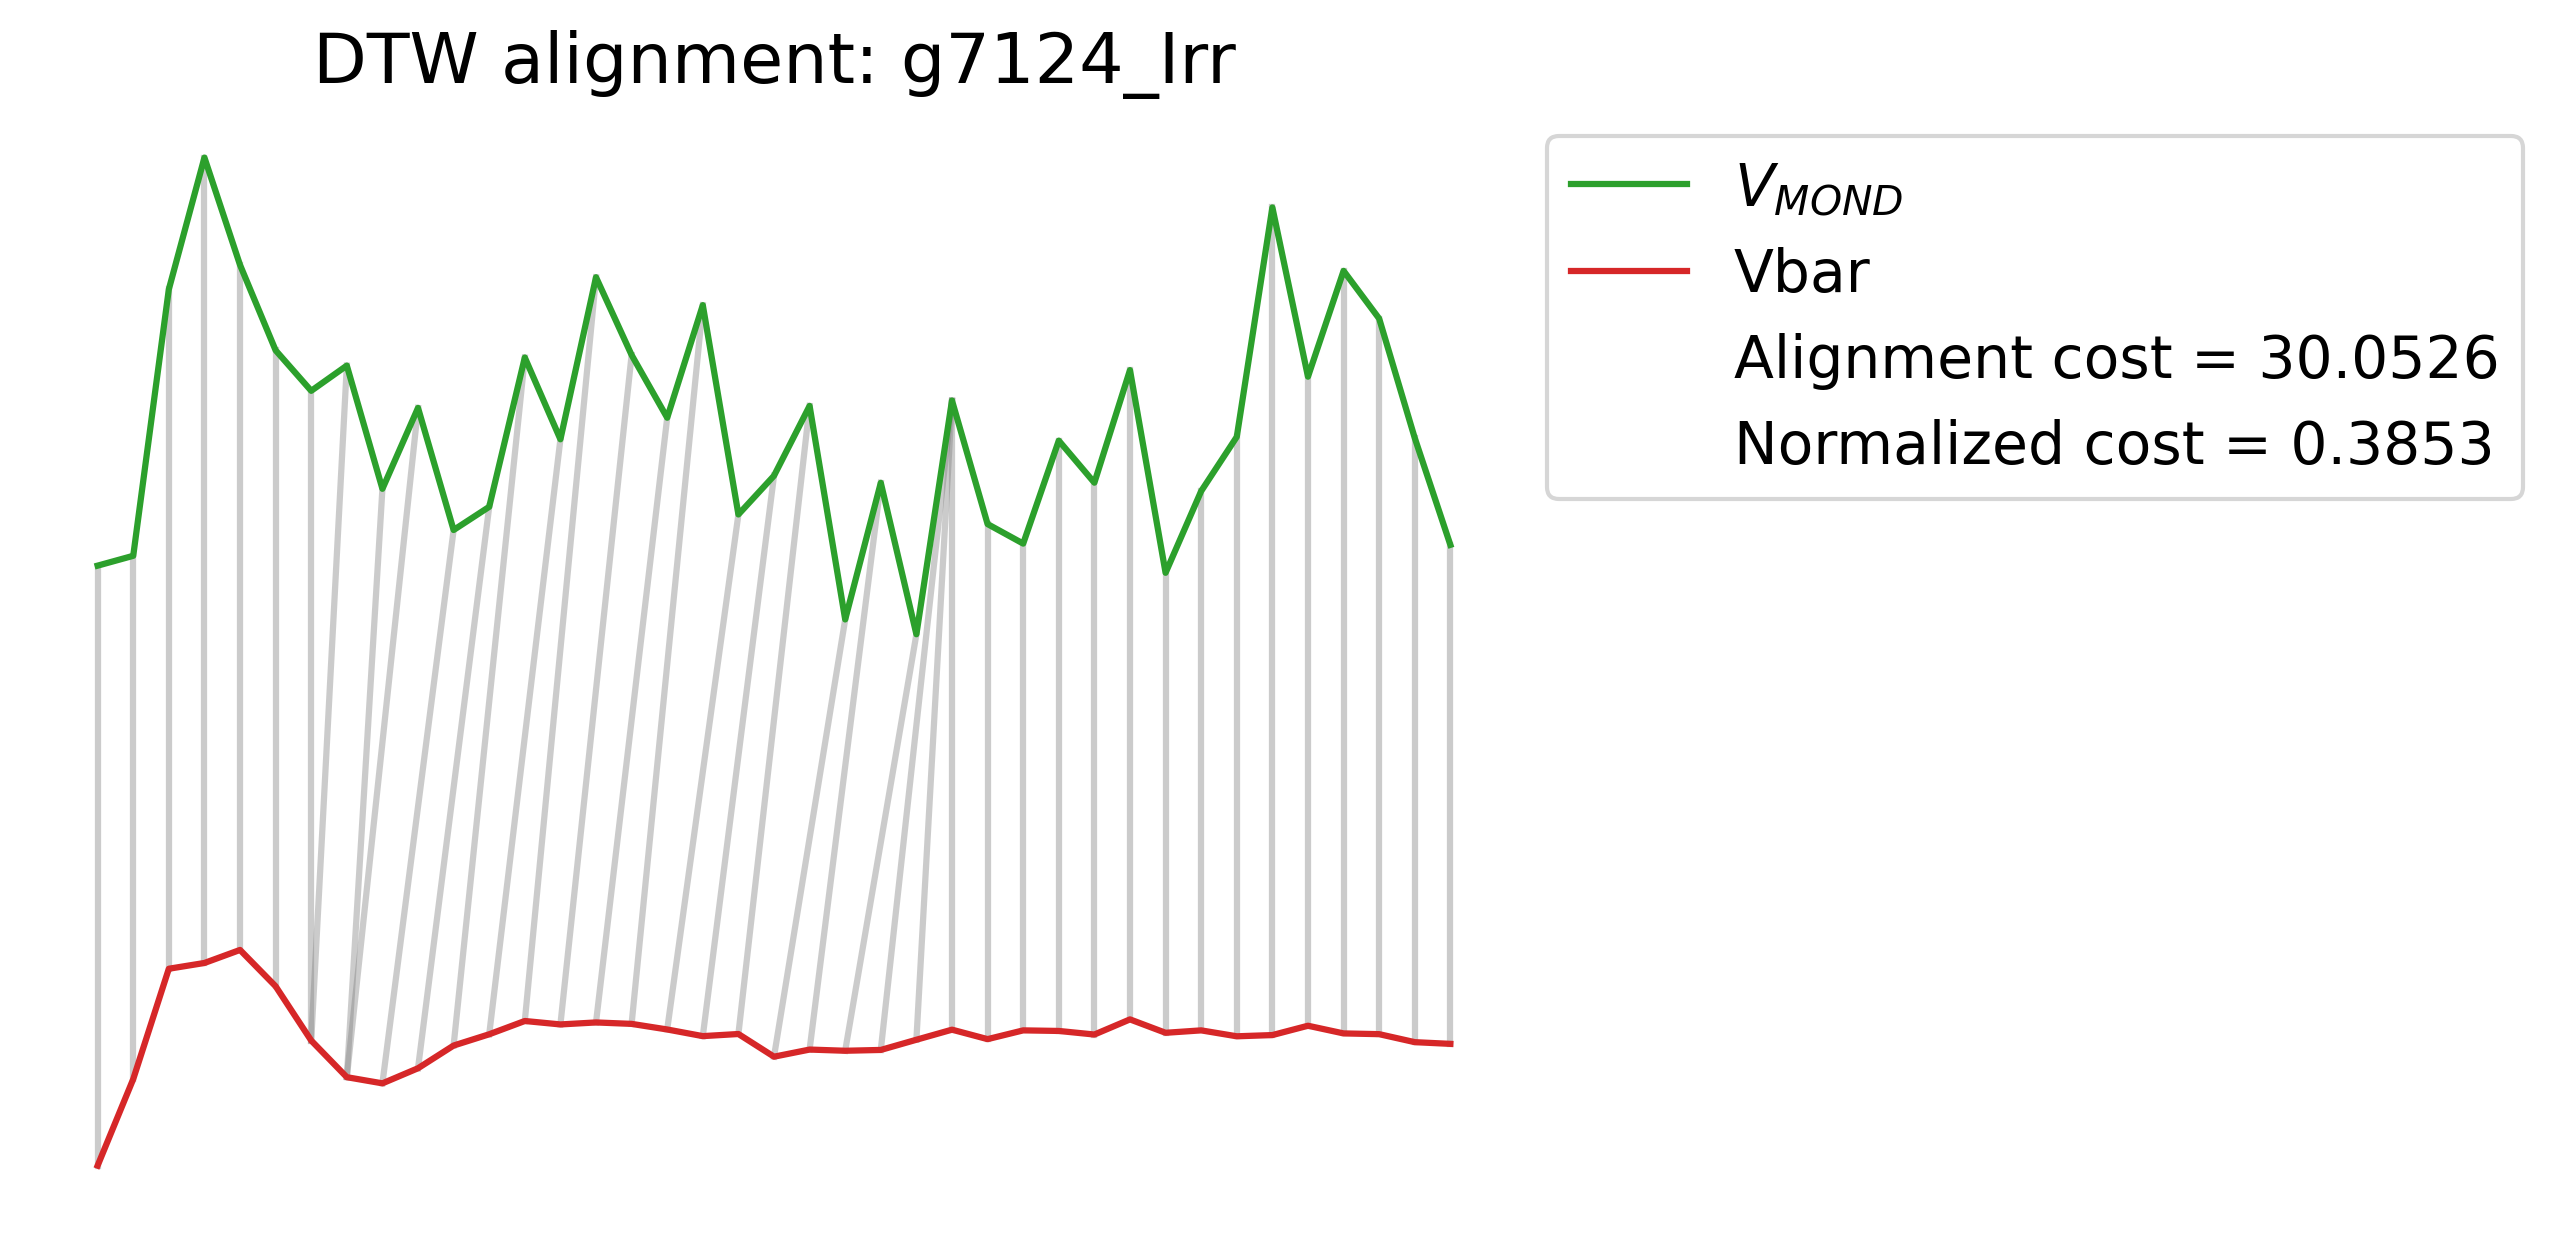 DTW alignment: g7124_Irr
V_MOND
Vbar
Alignment cost = 30.0526
Normalized cost = 0.3853